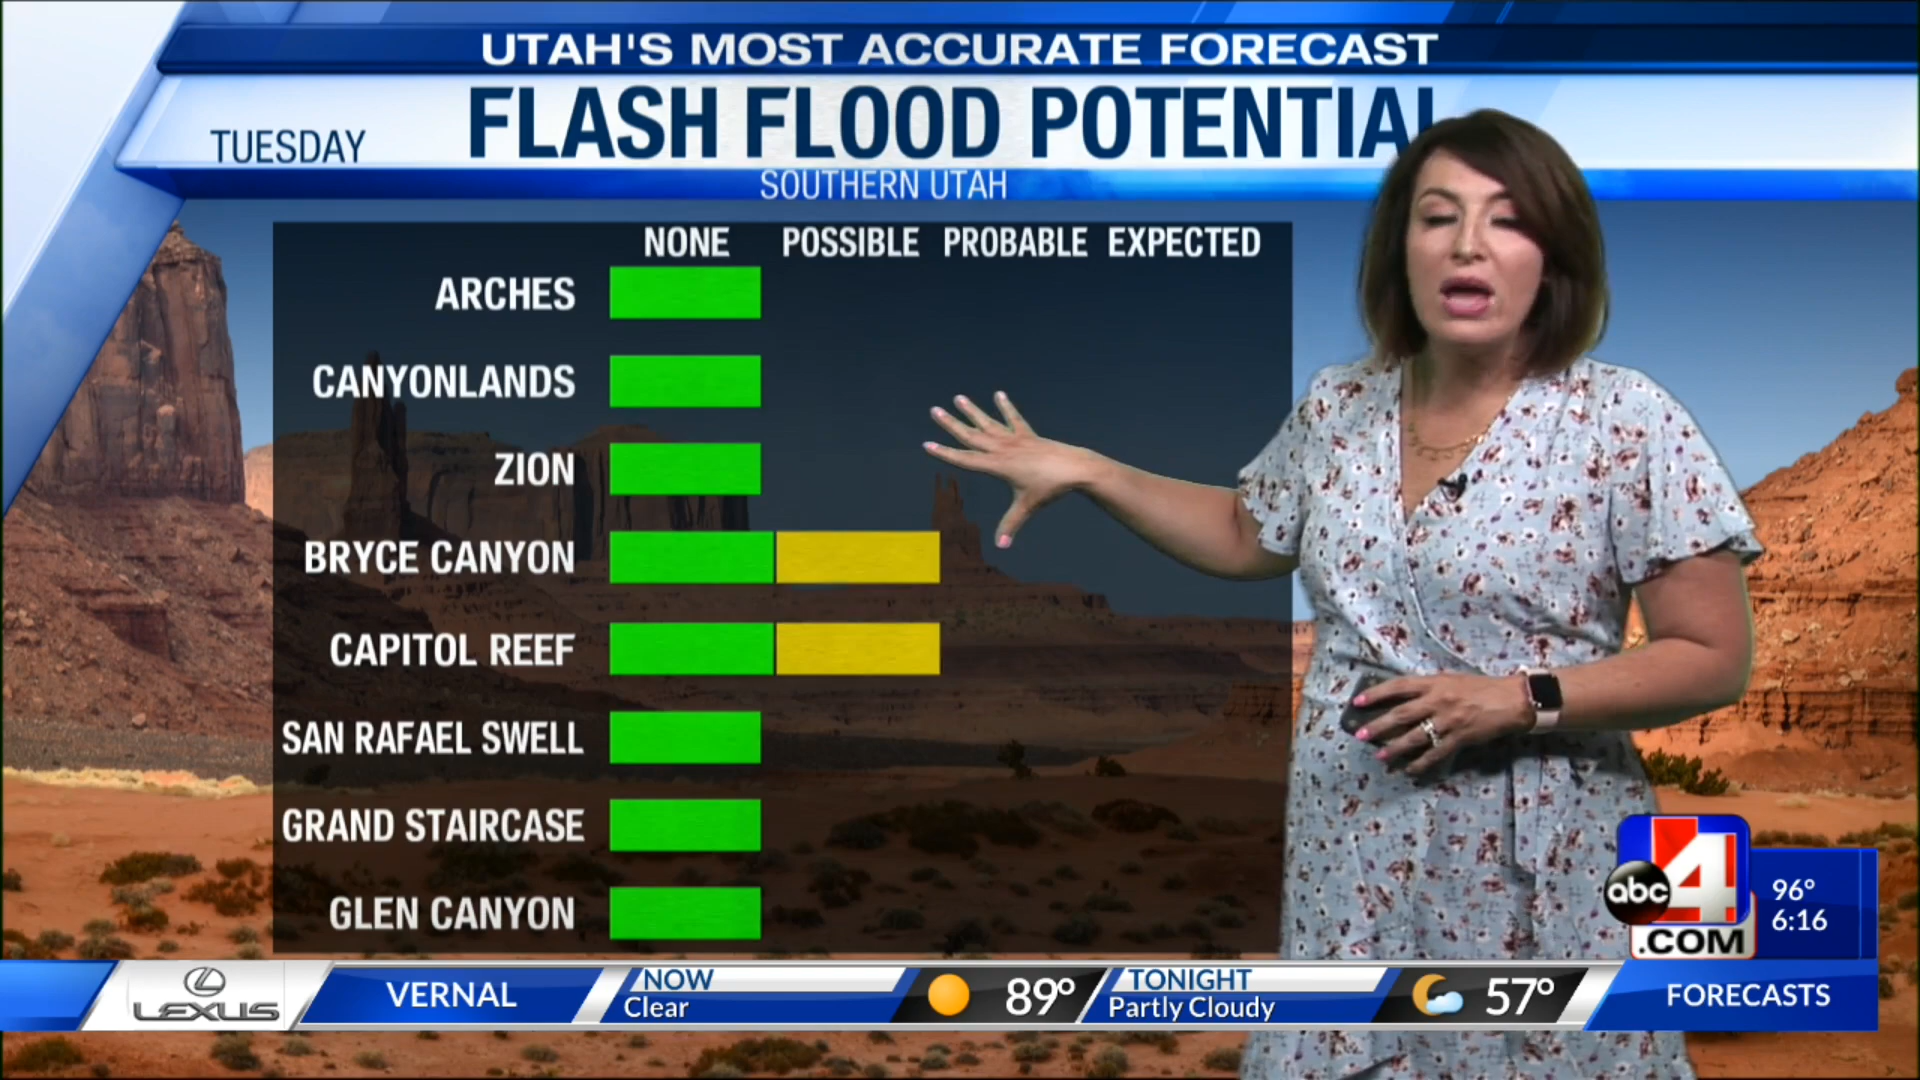 UTAH'S MOST ACCURATE FORECAST
TUESDAY
FLASH FLOOD POTENTIAL
SOUTHERN UTAH
NONE POSSIBLE PROBABLE EXPECTED
ARCHES
CANYONLANDS
ZION
BRYCE CANYON
CAPITOL REEF
SAN RAFAEL SWELL
GRAND STAIRCASE
GLEN CANYON
abc 4
.COM
96°
6:16
LEXUS
VERNAL
NOW
Clear
89°
TONIGHT
Partly Cloudy
57°
FORECASTS